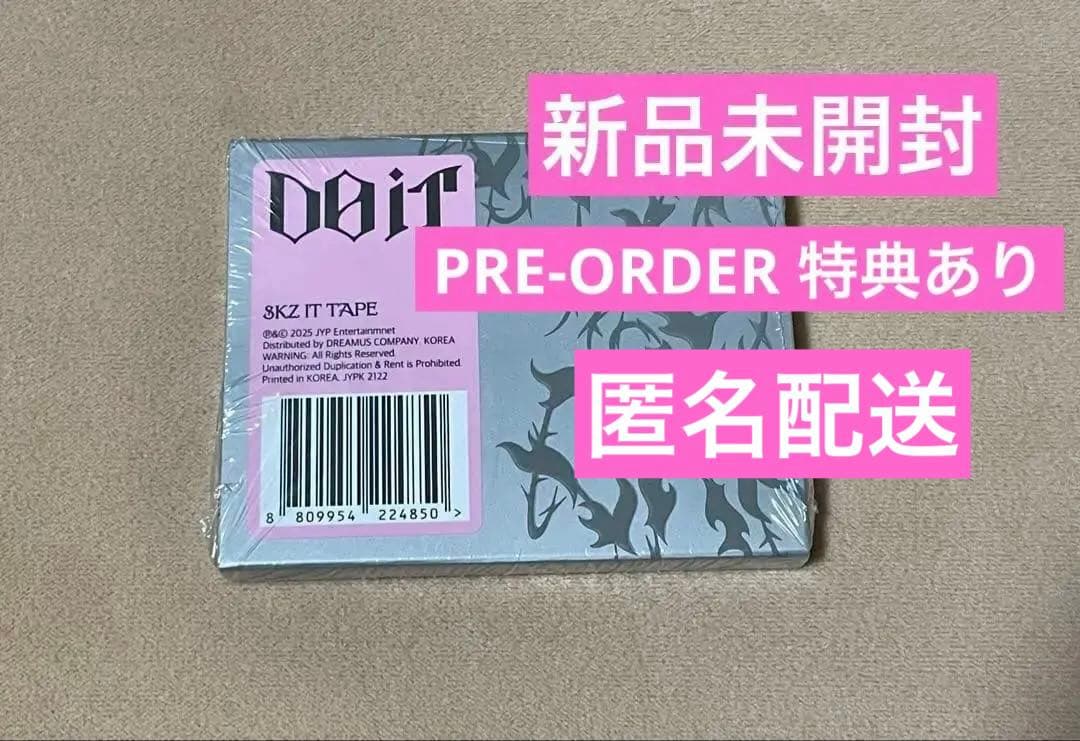 新品未開封
DO iT
PRE-ORDER 特典あり
SKZ IT TAPE
℗&© 2025 JYP Entertainmnet
Distributed by DREAMUS COMPANY. KOREA
WARNING: All Rights Reserved.
Unauthorized Duplication & Rent is Prohibited.
Printed in KOREA. JYPK 2122
匿名配送
8 809954 224850 >